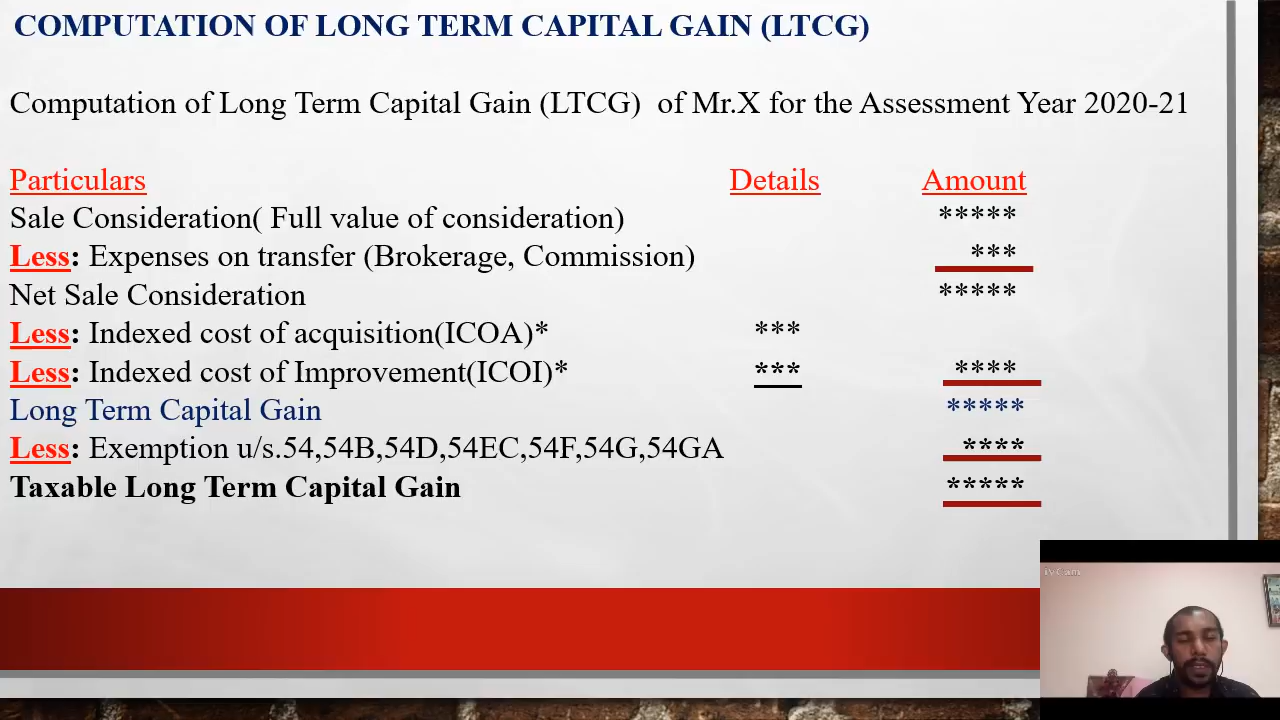 COMPUTATION OF LONG TERM CAPITAL GAIN (LTCG)
Computation of Long Term Capital Gain (LTCG) of Mr.X for the Assessment Year 2020-21
Particulars Details Amount
Sale Consideration( Full value of consideration) *****
Less: Expenses on transfer (Brokerage, Commission) ***
Net Sale Consideration *****
Less: Indexed cost of acquisition(ICOA)* ***
Less: Indexed cost of Improvement(ICOI)* *** ****
Long Term Capital Gain *****
Less: Exemption u/s.54,54B,54D,54EC,54F,54G,54GA ****
Taxable Long Term Capital Gain *****